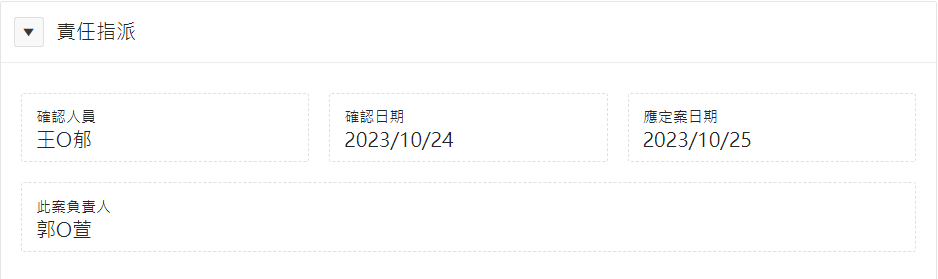 責任指派
確認人員
王O郁
確認日期
2023/10/24
應定案日期
2023/10/25
此案負責人
郭O萱